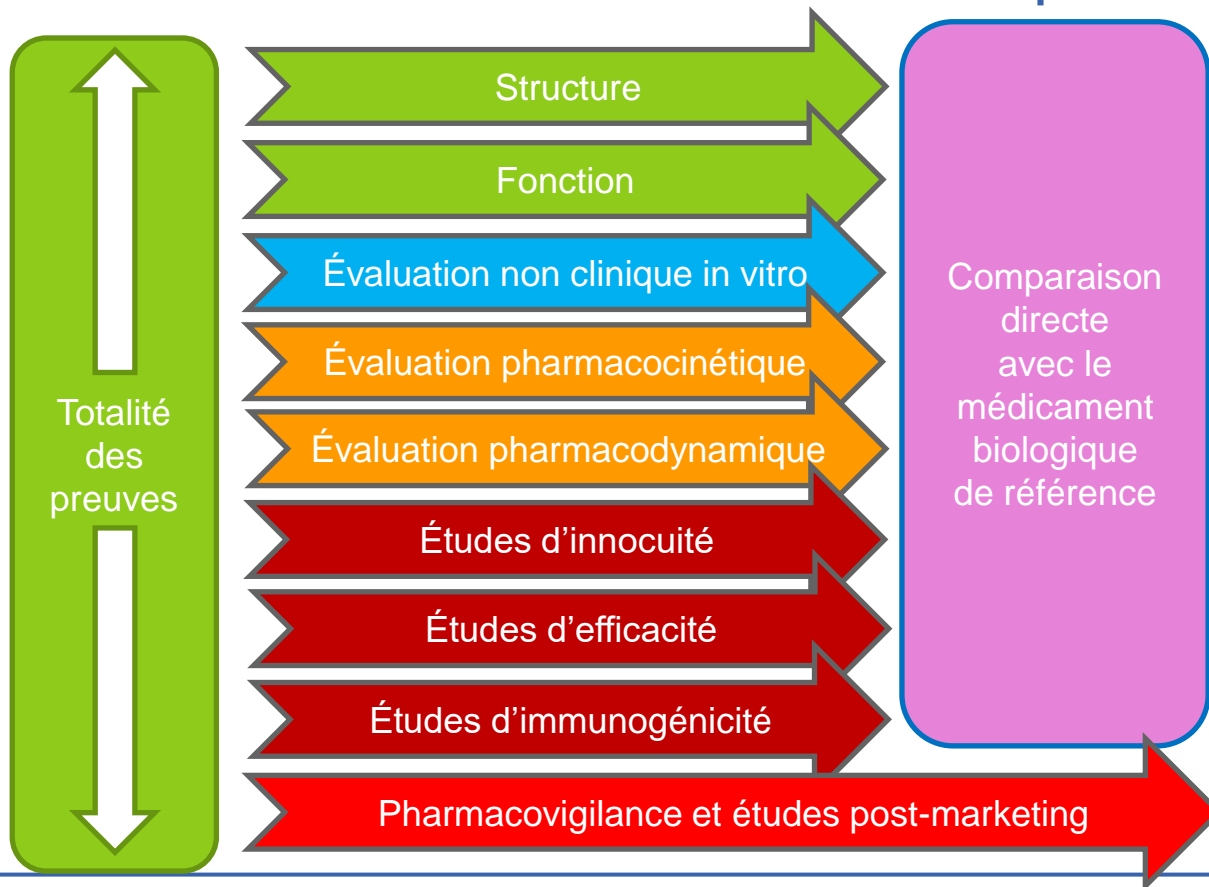 Structure
Fonction
Évaluation non clinique in vitro
Évaluation pharmacocinétique
Évaluation pharmacodynamique
Études d'innocuité
Études d’efficacité
Études d’immunogénicité
Pharmacovigilance et études post-marketing
Totalité
des
preuves
Comparaison
directe
avec le
médicament
biologique
de référence